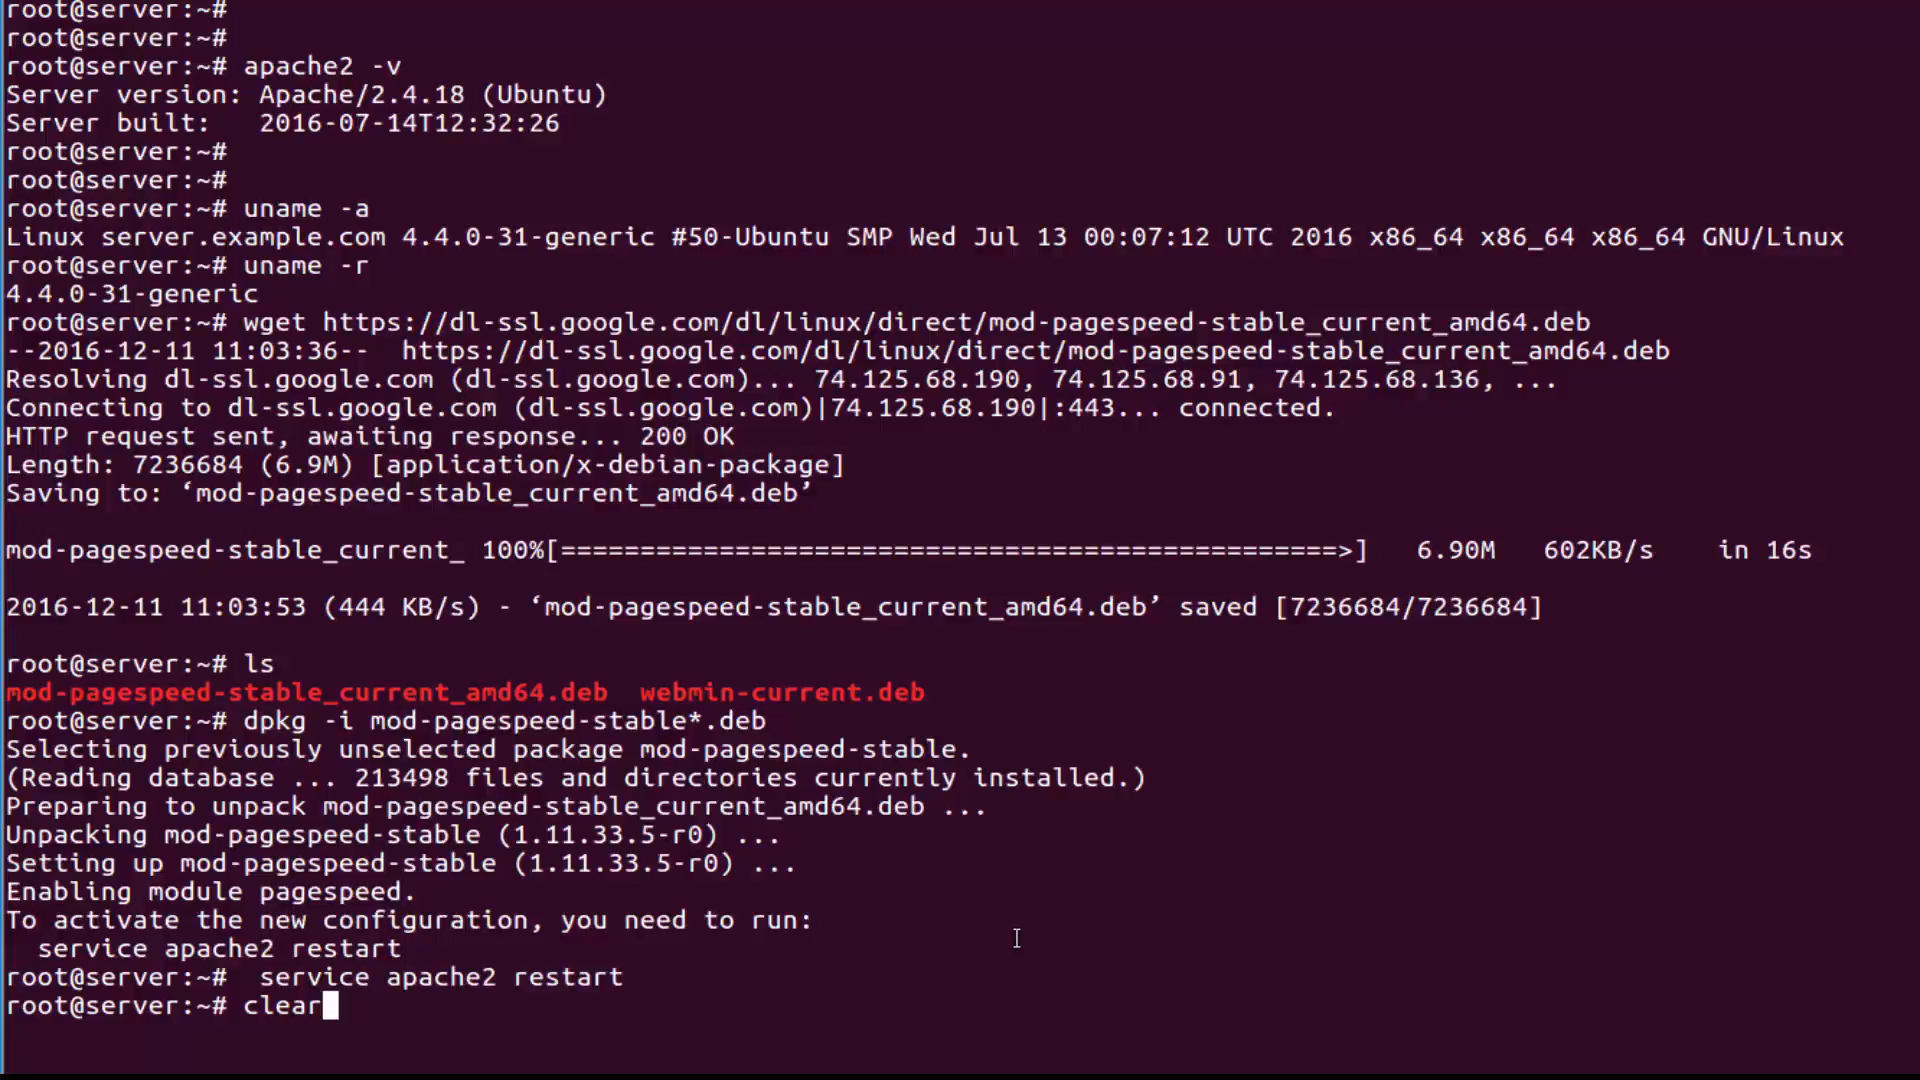 root@server:~#
root@server:~#
root@server:~# apache2 -v
Server version: Apache/2.4.18 (Ubuntu)
Server built:   2016-07-14T12:32:26
root@server:~#
root@server:~#
root@server:~# uname -a
Linux server.example.com 4.4.0-31-generic #50-Ubuntu SMP Wed Jul 13 00:07:12 UTC 2016 x86_64 x86_64 x86_64 GNU/Linux
root@server:~# uname -r
4.4.0-31-generic
root@server:~# wget https://dl-ssl.google.com/dl/linux/direct/mod-pagespeed-stable_current_amd64.deb
--2016-12-11 11:03:36--  https://dl-ssl.google.com/dl/linux/direct/mod-pagespeed-stable_current_amd64.deb
Resolving dl-ssl.google.com (dl-ssl.google.com)... 74.125.68.190, 74.125.68.91, 74.125.68.136, ...
Connecting to dl-ssl.google.com (dl-ssl.google.com)|74.125.68.190|:443... connected.
HTTP request sent, awaiting response... 200 OK
Length: 7236684 (6.9M) [application/x-debian-package]
Saving to: ‘mod-pagespeed-stable_current_amd64.deb’
mod-pagespeed-stable_current_ 100%[=================================================>]   6.90M   602KB/s    in 16s
2016-12-11 11:03:53 (444 KB/s) - ‘mod-pagespeed-stable_current_amd64.deb’ saved [7236684/7236684]
root@server:~# ls
mod-pagespeed-stable_current_amd64.deb  webmin-current.deb
root@server:~# dpkg -i mod-pagespeed-stable*.deb
Selecting previously unselected package mod-pagespeed-stable.
(Reading database ... 213498 files and directories currently installed.)
Preparing to unpack mod-pagespeed-stable_current_amd64.deb ...
Unpacking mod-pagespeed-stable (1.11.33.5-r0) ...
Setting up mod-pagespeed-stable (1.11.33.5-r0) ...
Enabling module pagespeed.
To activate the new configuration, you need to run:
  service apache2 restart
root@server:~#  service apache2 restart
root@server:~# clear